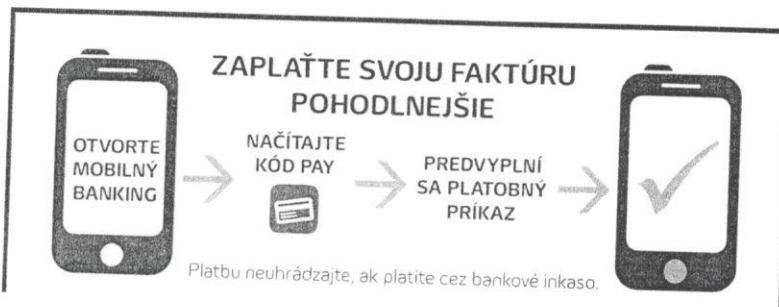 ZAPLAŤTE SVOJU FAKTÚRU
POHODLNEJŠIE
OTVORTE
MOBILNÝ
BANKING
NAČÍTAJTE
KÓD PAY
PREDVYPLNÍ
SA PLATOBNÝ
PRÍKAZ
Platbu neuhrádzajte, ak platíte cez bankové inkaso.